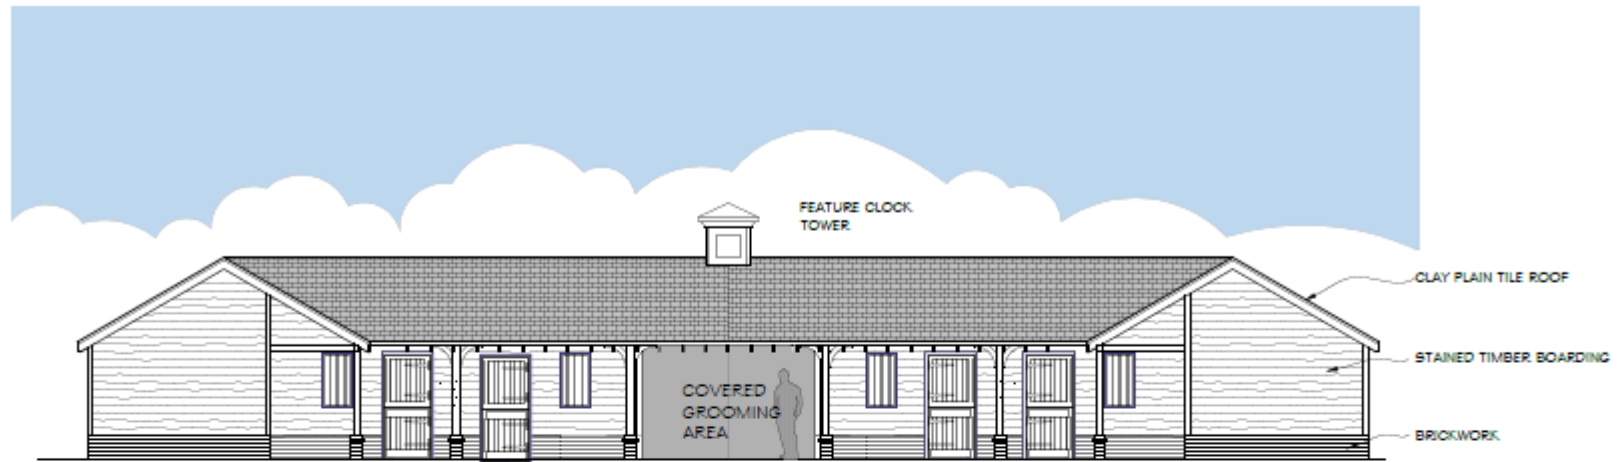 FEATURE CLOCK
TOWER
CLAY PLAIN TILE ROOF
STAINED TIMBER BOARDING
COVERED
GROOMING
AREA
BRICKWORK